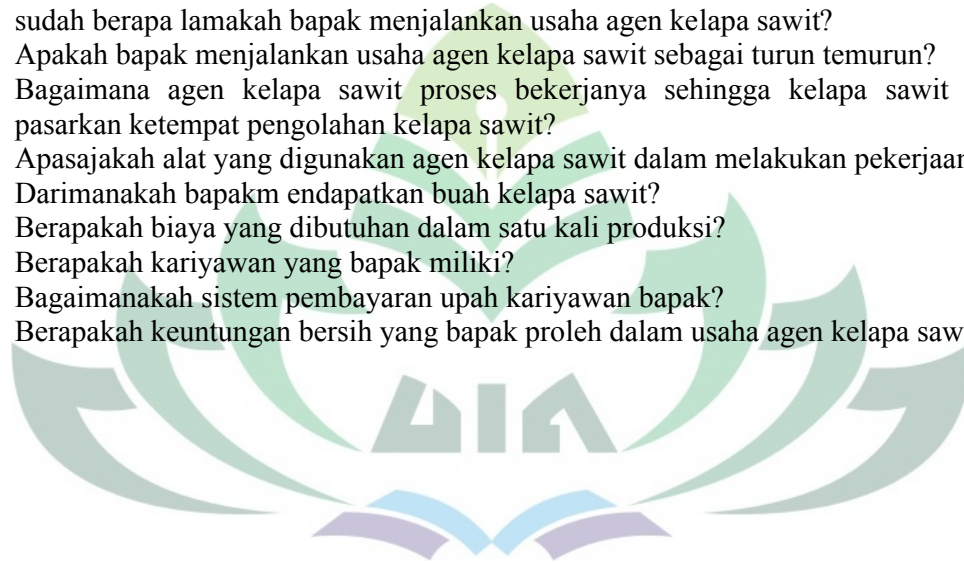 sudah berapa lamakah bapak menjalankan usaha agen kelapa sawit?
Apakah bapak menjalankan usaha agen kelapa sawit sebagai turun temurun?
Bagaimana agen kelapa sawit proses bekerjanya sehingga kelapa sawit
pasarkan ketempat pengolahan kelapa sawit?
Apasajakah alat yang digunakan agen kelapa sawit dalam melakukan pekerjaan
Darimanakah bapakm endapatkan buah kelapa sawit?
Berapakah biaya yang dibutuhan dalam satu kali produksi?
Berapakah kariyawan yang bapak miliki?
Bagaimanakah sistem pembayaran upah kariyawan bapak?
Berapakah keuntungan bersih yang bapak proleh dalam usaha agen kelapa saw
UIN